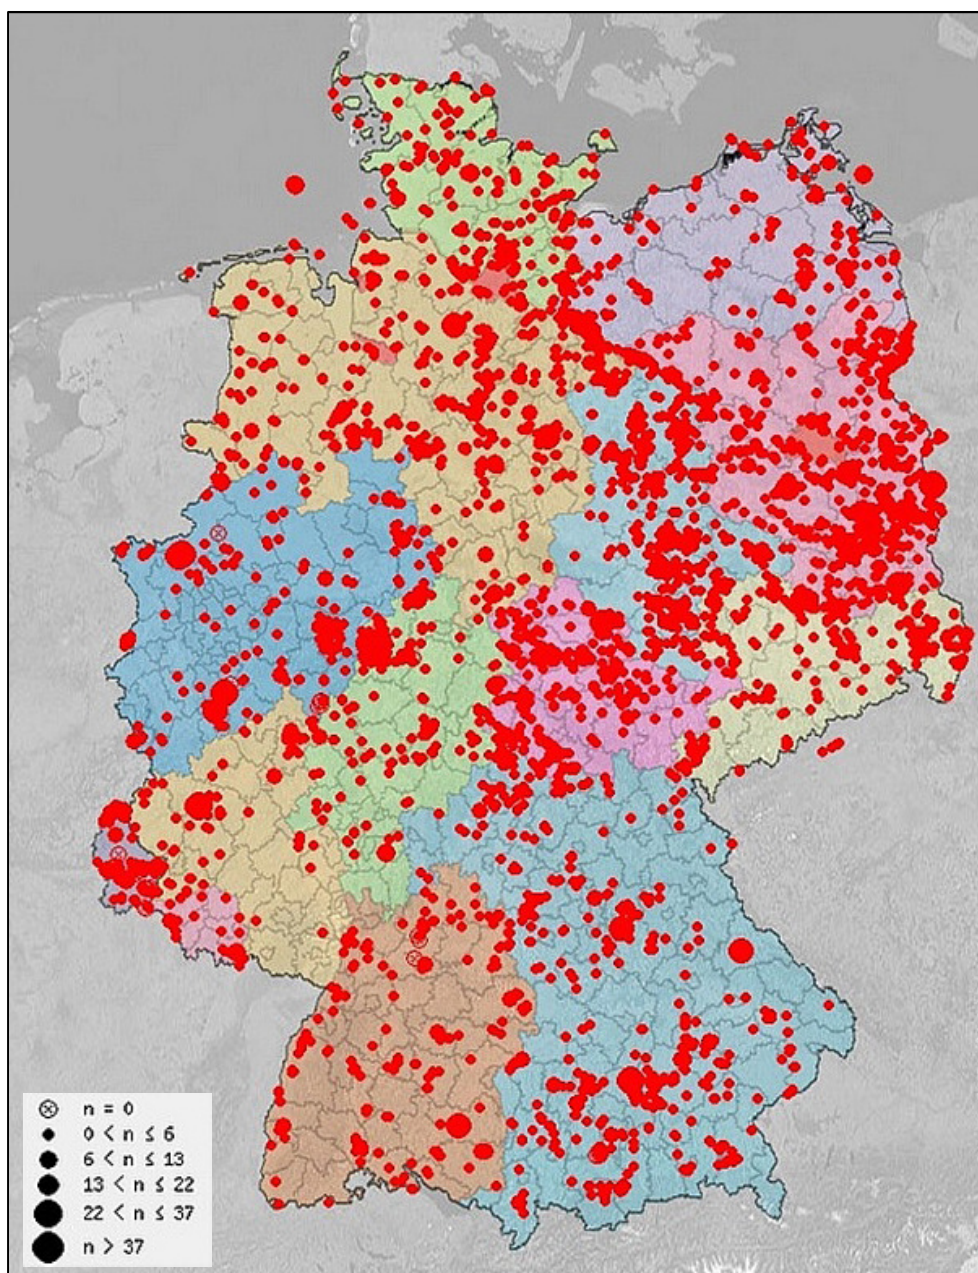 n = 0
0 < n ≤ 6
6 < n ≤ 13
13 < n ≤ 22
22 < n ≤ 37
n > 37